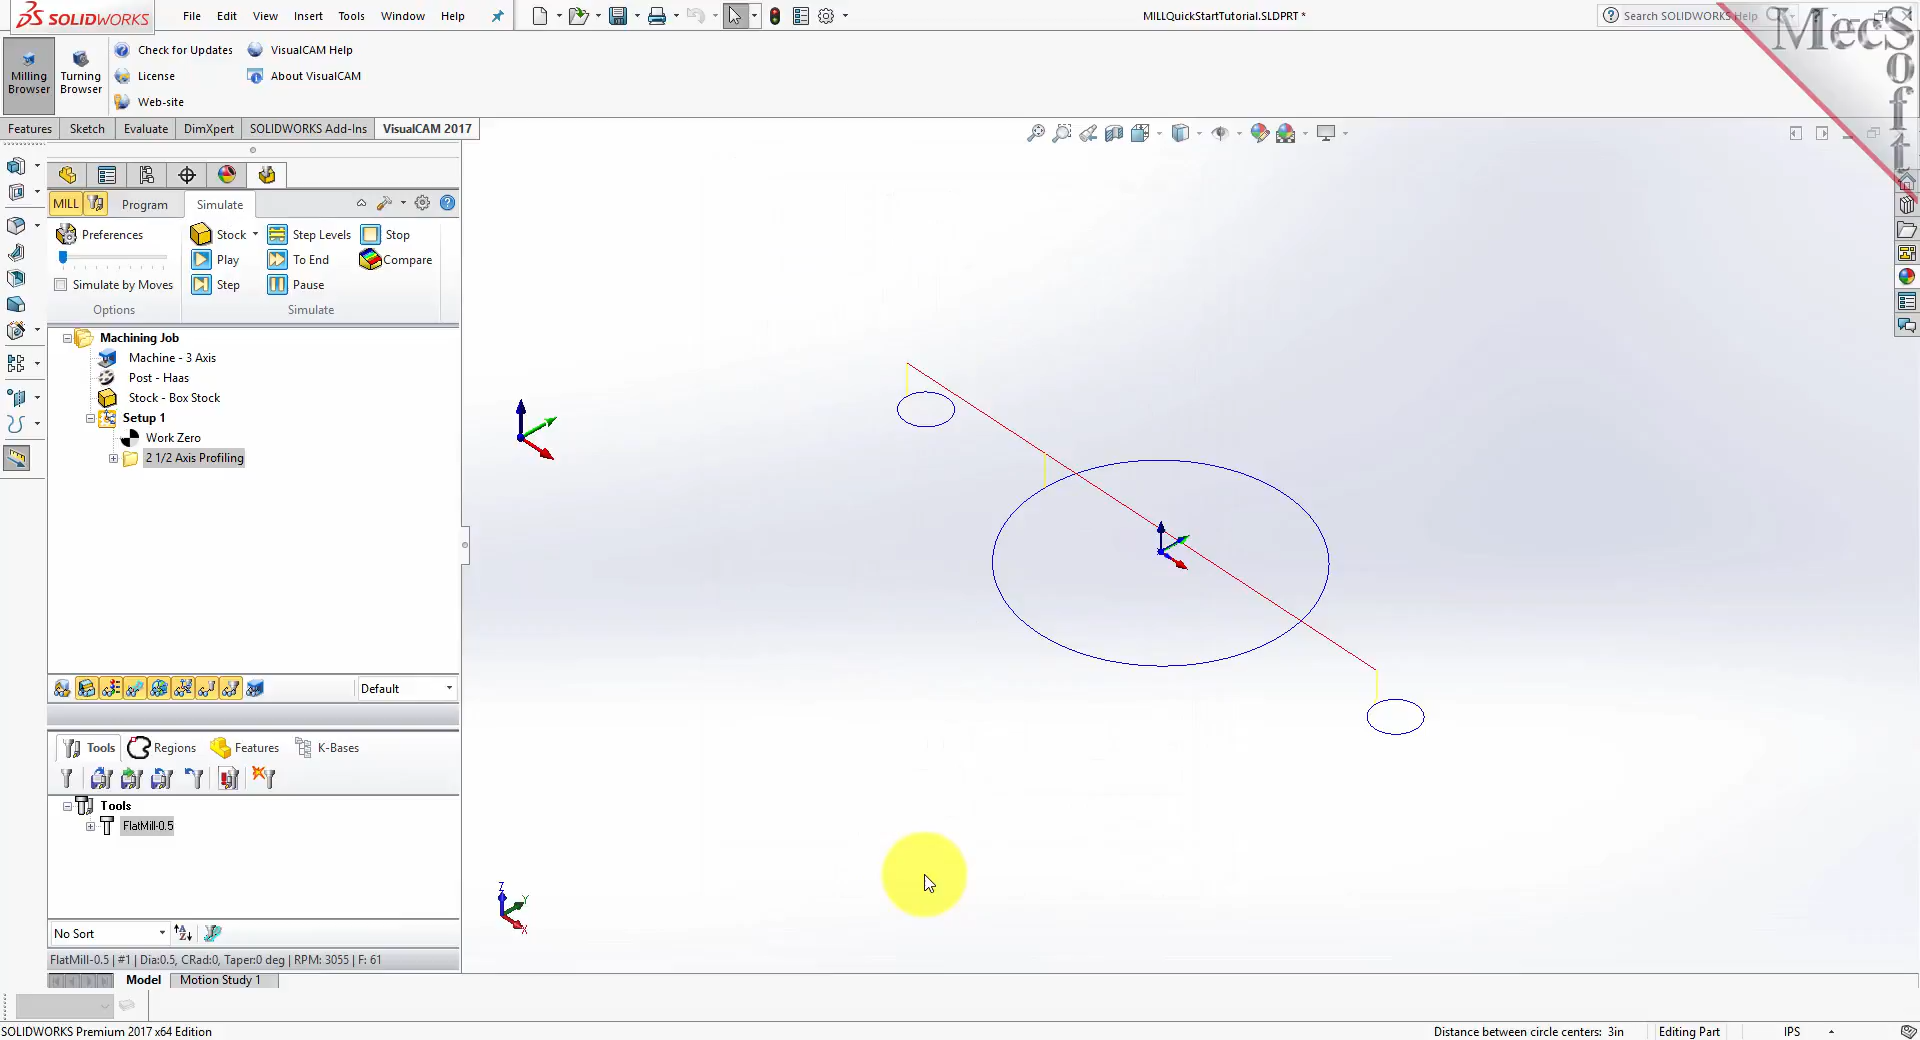 SOLIDWORKS File Edit View Insert Tools Window Help MILLQuickStartTutorial.SLDPRT * Search SOLIDWORKS Help
MecSoft
Milling Browser
Turning Browser
Check for Updates
VisualCAM Help
License
About VisualCAM
Web-site
Features Sketch Evaluate DimXpert SOLIDWORKS Add-Ins VisualCAM 2017
MILL Program Simulate
Preferences Stock Step Levels Stop
Play To End Compare
Simulate by Moves Step Pause
Options Simulate
Machining Job
Machine - 3 Axis
Post - Haas
Stock - Box Stock
Setup 1
Work Zero
2 1/2 Axis Profiling
Default
Tools Regions Features K-Bases
Tools
FlatMill-0.5
Z
Y
X
No Sort
FlatMill-0.5 | #1 | Dia:0.5, CRad:0, Taper:0 deg | RPM: 3055 | F: 61
Model Motion Study 1
SOLIDWORKS Premium 2017 x64 Edition Distance between circle centers: 3in Editing Part IPS